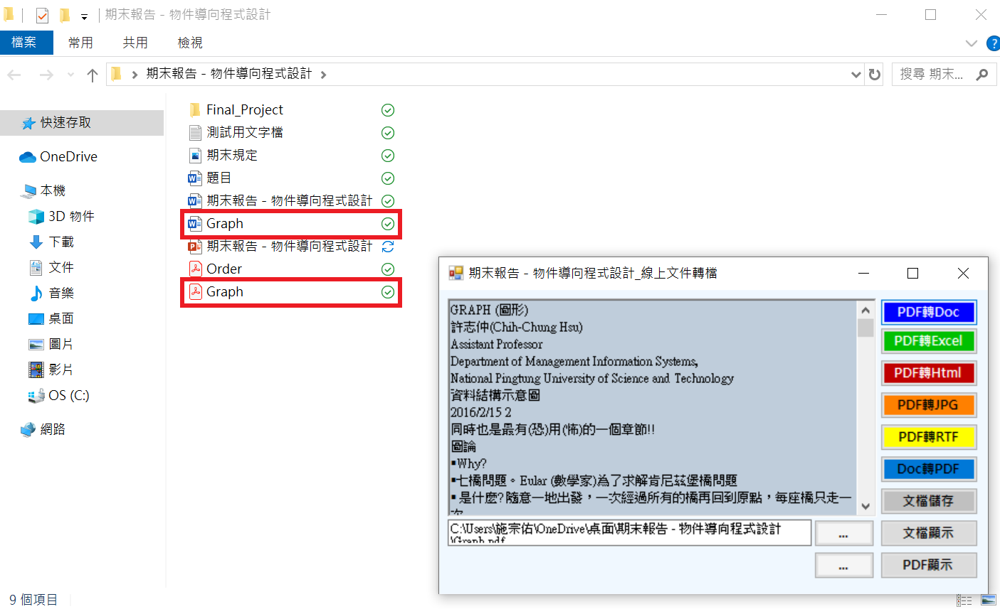 期末報告 - 物件導向程式設計
檔案 常用 共用 檢視
?
期末報告 - 物件導向程式設計
搜尋 期末...
快速存取
OneDrive
本機
3D 物件
下載
文件
音樂
桌面
圖片
影片
OS (C:)
網路
Final_Project
測試用文字檔
期末規定
題目
期末報告 - 物件導向程式設計
Graph
期末報告 - 物件導向程式設計
Order
Graph
期末報告 - 物件導向程式設計_線上文件轉檔
GRAPH (圖形)
許志仲(Chih-Chung Hsu)
Assistant Professor
Department of Management Information Systems,
National Pingtung University of Science and Technology
資料結構示意圖
2016/2/15 2
同時也是最有(恐)用(怖)的一個章節!!
圖論
▪Why?
▪七橋問題。Eular (數學家)為了求解肯尼茲堡橋問題
▪ 是什麼?隨意一地出發，一次經過所有的橋再回到原點，每座橋只走一
次
C:\Users\施宗佑\OneDrive\桌面\期末報告 - 物件導向程式設計
\Graph.pdf
...
...
PDF轉Doc
PDF轉Excel
PDF轉Html
PDF轉JPG
PDF轉RTF
Doc轉PDF
文檔儲存
文檔顯示
PDF顯示
9 個項目